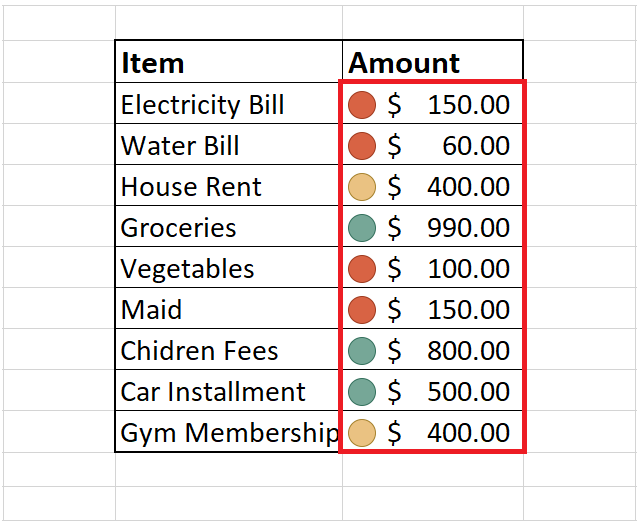 Item Amount
Electricity Bill $ 150.00
Water Bill $ 60.00
House Rent $ 400.00
Groceries $ 990.00
Vegetables $ 100.00
Maid $ 150.00
Chidren Fees $ 800.00
Car Installment $ 500.00
Gym Membership $ 400.00